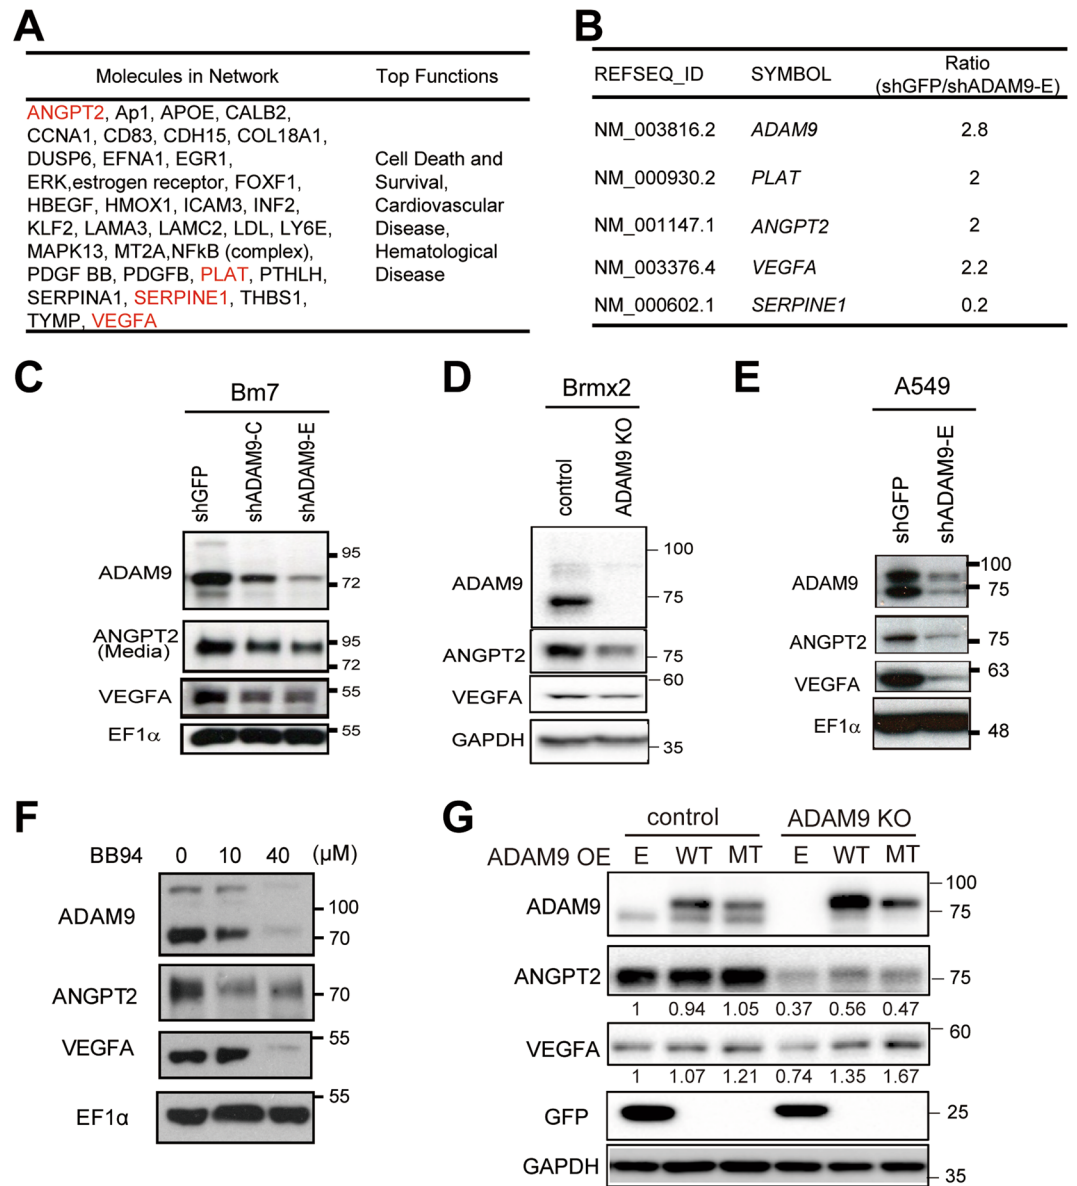 A
Molecules in Network Top Functions
ANGPT2, Ap1, APOE, CALB2,
CCNA1, CD83, CDH15, COL18A1,
DUSP6, EFNA1, EGR1,
ERK,estrogen receptor, FOXF1,
HBEGF, HMOX1, ICAM3, INF2,
KLF2, LAMA3, LAMC2, LDL, LY6E,
MAPK13, MT2A,NFkB (complex),
PDGF BB, PDGFB, PLAT, PTHLH,
SERPINA1, SERPINE1, THBS1,
TYMP, VEGFA
Cell Death and
Survival,
Cardiovascular
Disease,
Hematological
Disease
B
REFSEQ_ID SYMBOL Ratio
(shGFP/shADAM9-E)
NM_003816.2 ADAM9 2.8
NM_000930.2 PLAT 2
NM_001147.1 ANGPT2 2
NM_003376.4 VEGFA 2.2
NM_000602.1 SERPINE1 0.2
C
Bm7
shGFP
shADAM9-C
shADAM9-E
ADAM9
95
72
ANGPT2
(Media)
95
72
VEGFA
55
EF1α
55
D
Brmx2
control
ADAM9 KO
ADAM9
100
75
ANGPT2
75
60
VEGFA
GAPDH
35
E
A549
shGFP
shADAM9-E
ADAM9
100
75
ANGPT2
75
VEGFA
63
EF1α
48
F
BB94 0 10 40 (μM)
ADAM9
100
70
ANGPT2
70
VEGFA
55
EF1α
55
G
control ADAM9 KO
ADAM9 OE E WT MT E WT MT
ADAM9
100
75
ANGPT2
75
1 0.94 1.05 0.37 0.56 0.47
VEGFA
60
1 1.07 1.21 0.74 1.35 1.67
GFP
25
GAPDH
35